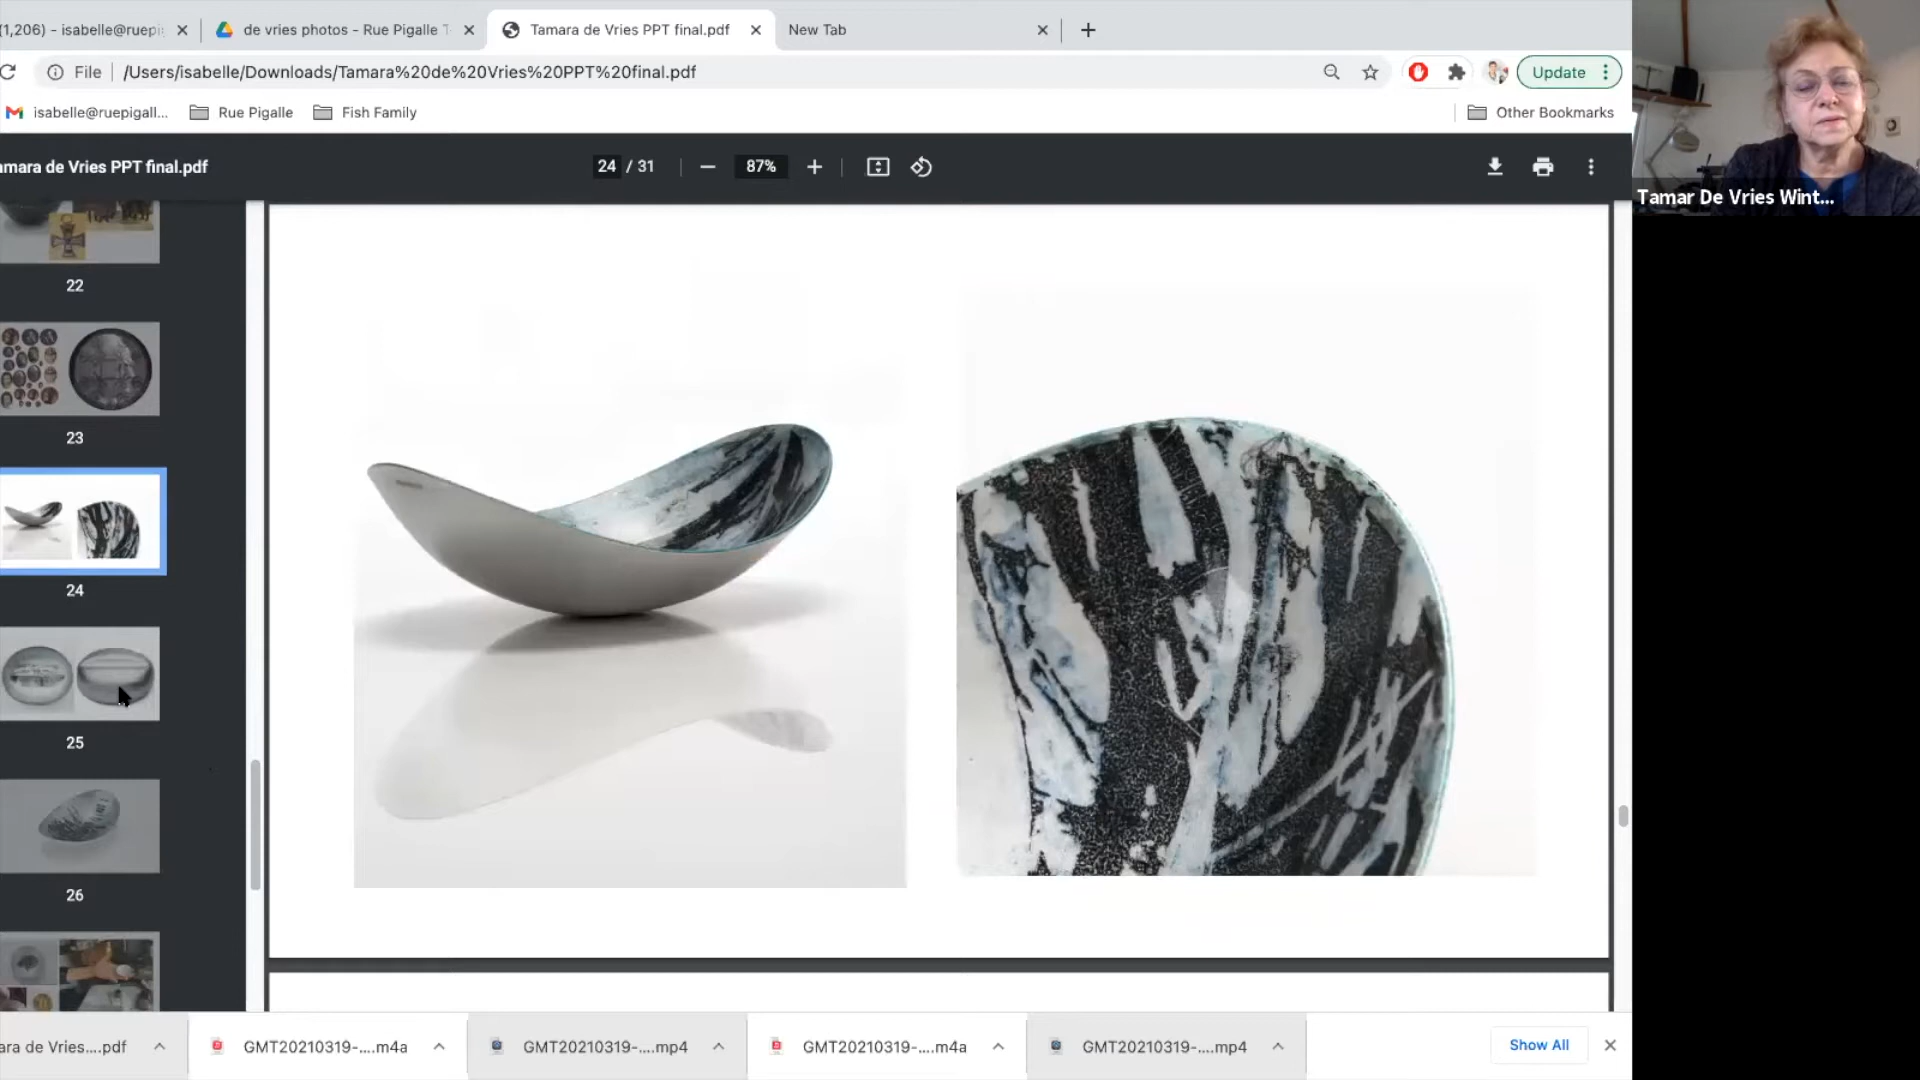 (1,206) - isabelle@ruepi
de vries photos - Rue Pigalle T
Tamara de Vries PPT final.pdf
New Tab
File
/Users/isabelle/Downloads/Tamara%20de%20Vries%20PPT%20final.pdf
Update
isabelle@ruepigall...
Rue Pigalle
Fish Family
Other Bookmarks
amara de Vries PPT final.pdf
24 / 31
87%
Tamar De Vries Wint...
22
23
24
25
26
ara de Vries....pdf
GMT20210319-....m4a
GMT20210319-....mp4
GMT20210319-....m4a
GMT20210319-....mp4
Show All